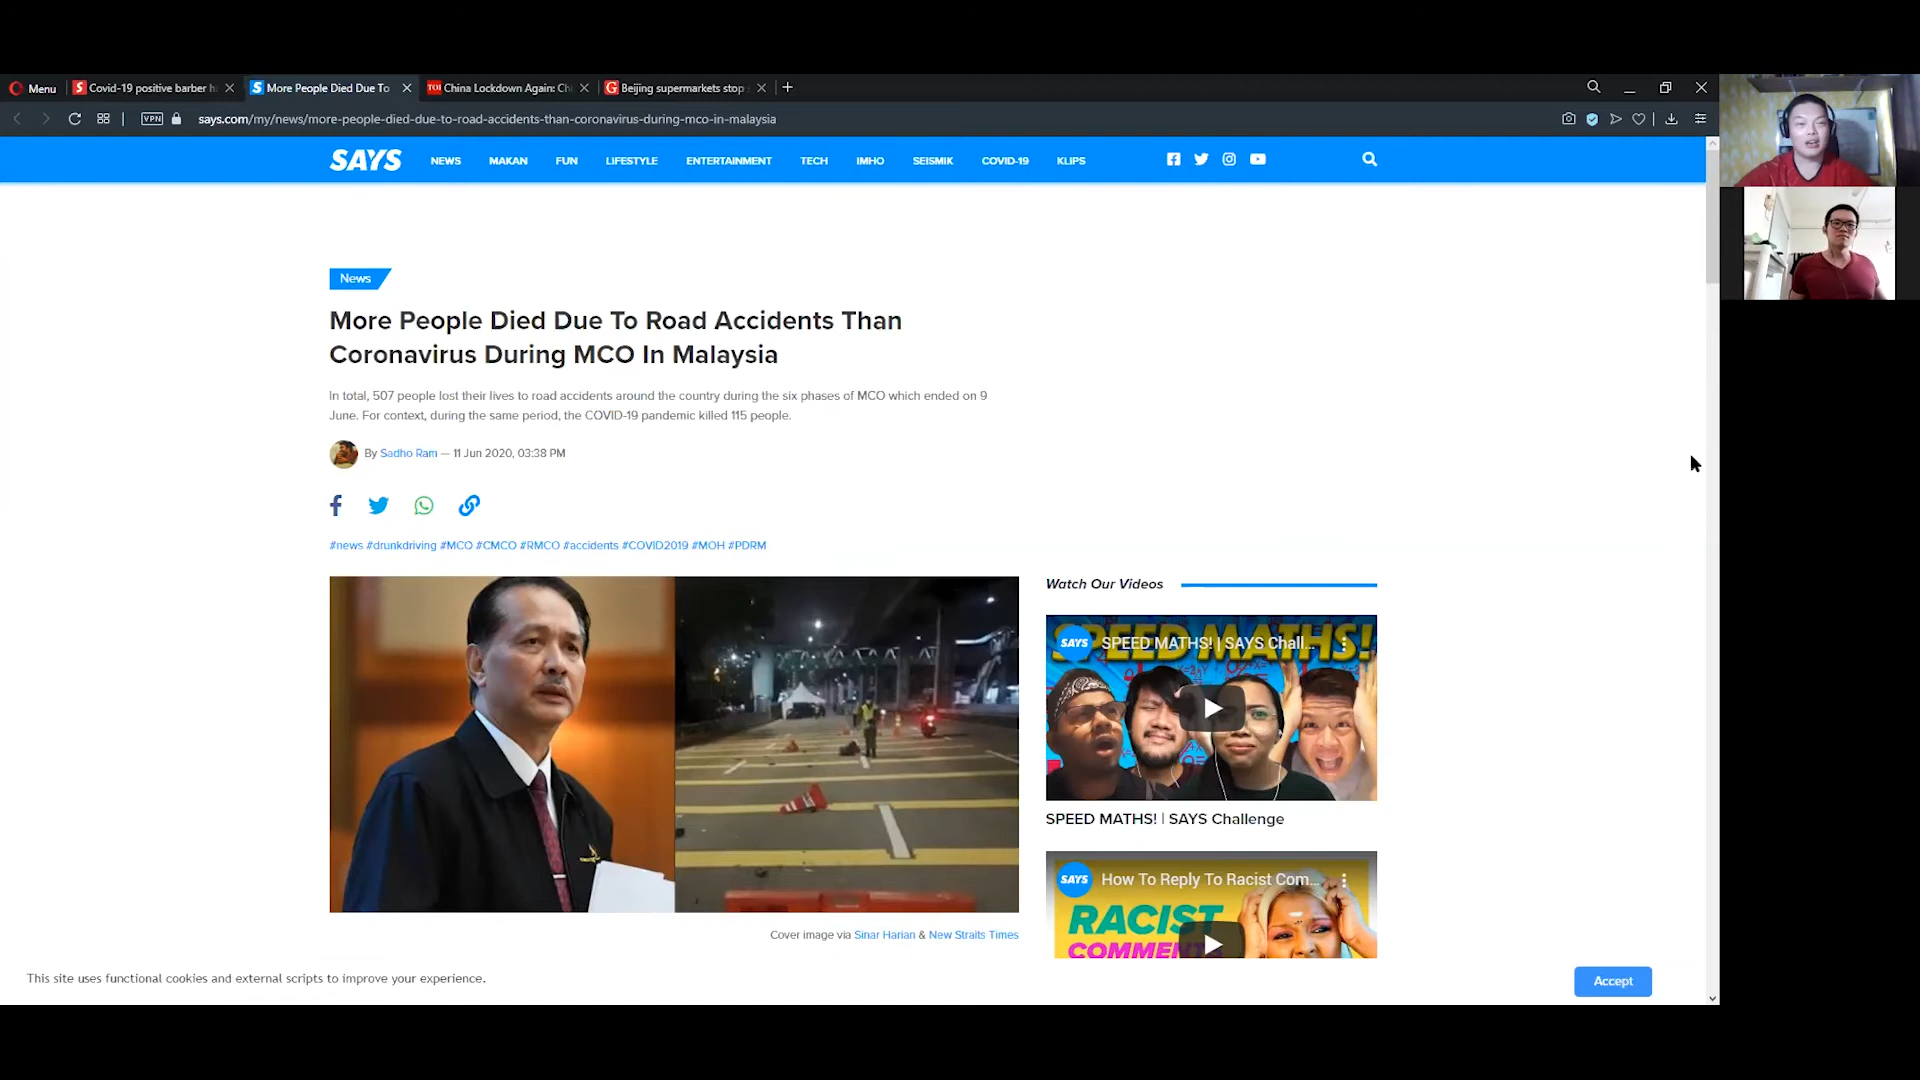 Menu
Covid-19 positive barber h
More People Died Due To
TOI China Lockdown Again: Ch
G Beijing supermarkets stop
VPN
says.com/my/news/more-people-died-due-to-road-accidents-than-coronavirus-during-mco-in-malaysia
SAYS NEWS MAKAN FUN LIFESTYLE ENTERTAINMENT TECH IMHO SEISMIK COVID-19 KLIPS
News
More People Died Due To Road Accidents Than
Coronavirus During MCO In Malaysia
In total, 507 people lost their lives to road accidents around the country during the six phases of MCO which ended on 9
June. For context, during the same period, the COVID-19 pandemic killed 115 people.
By Sadho Ram — 11 Jun 2020, 03:38 PM
#news #drunkdriving #MCO #CMCO #RMCO #accidents #COVID2019 #MOH #PDRM
Watch Our Videos
SPEED MATHS!
SAYS SPEED MATHS! | SAYS Chall...
SPEED MATHS! | SAYS Challenge
SAYS How To Reply To Racist Com...
RACIST
COMMENTS
Cover image via Sinar Harian & New Straits Times
This site uses functional cookies and external scripts to improve your experience.
Accept